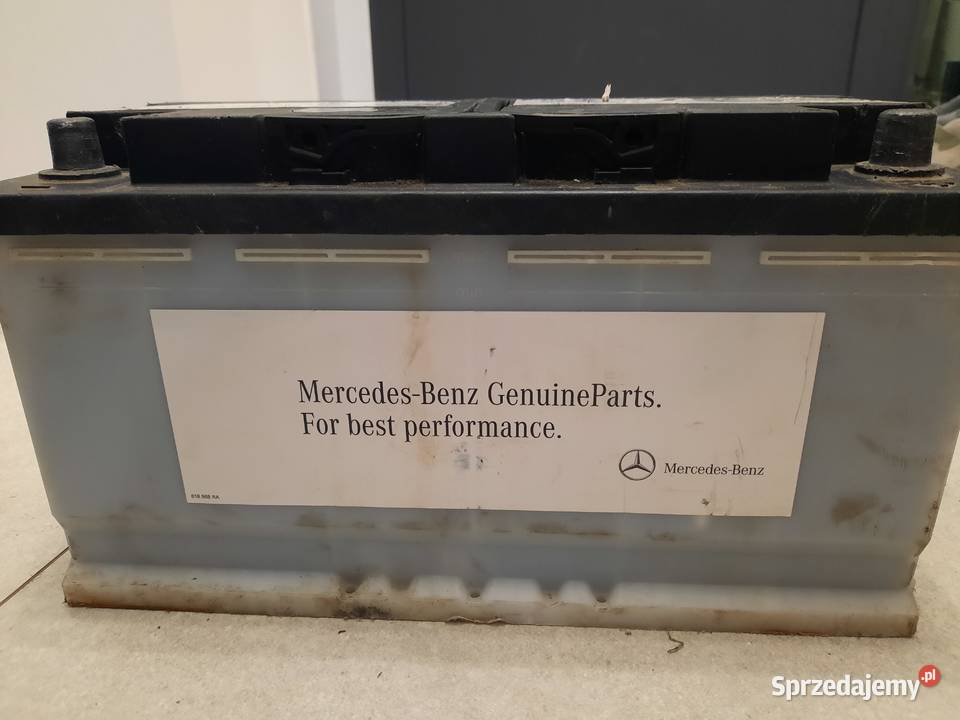 Mercedes-Benz GenuineParts.
For best performance.
Mercedes-Benz
Sprzedajemy.pl